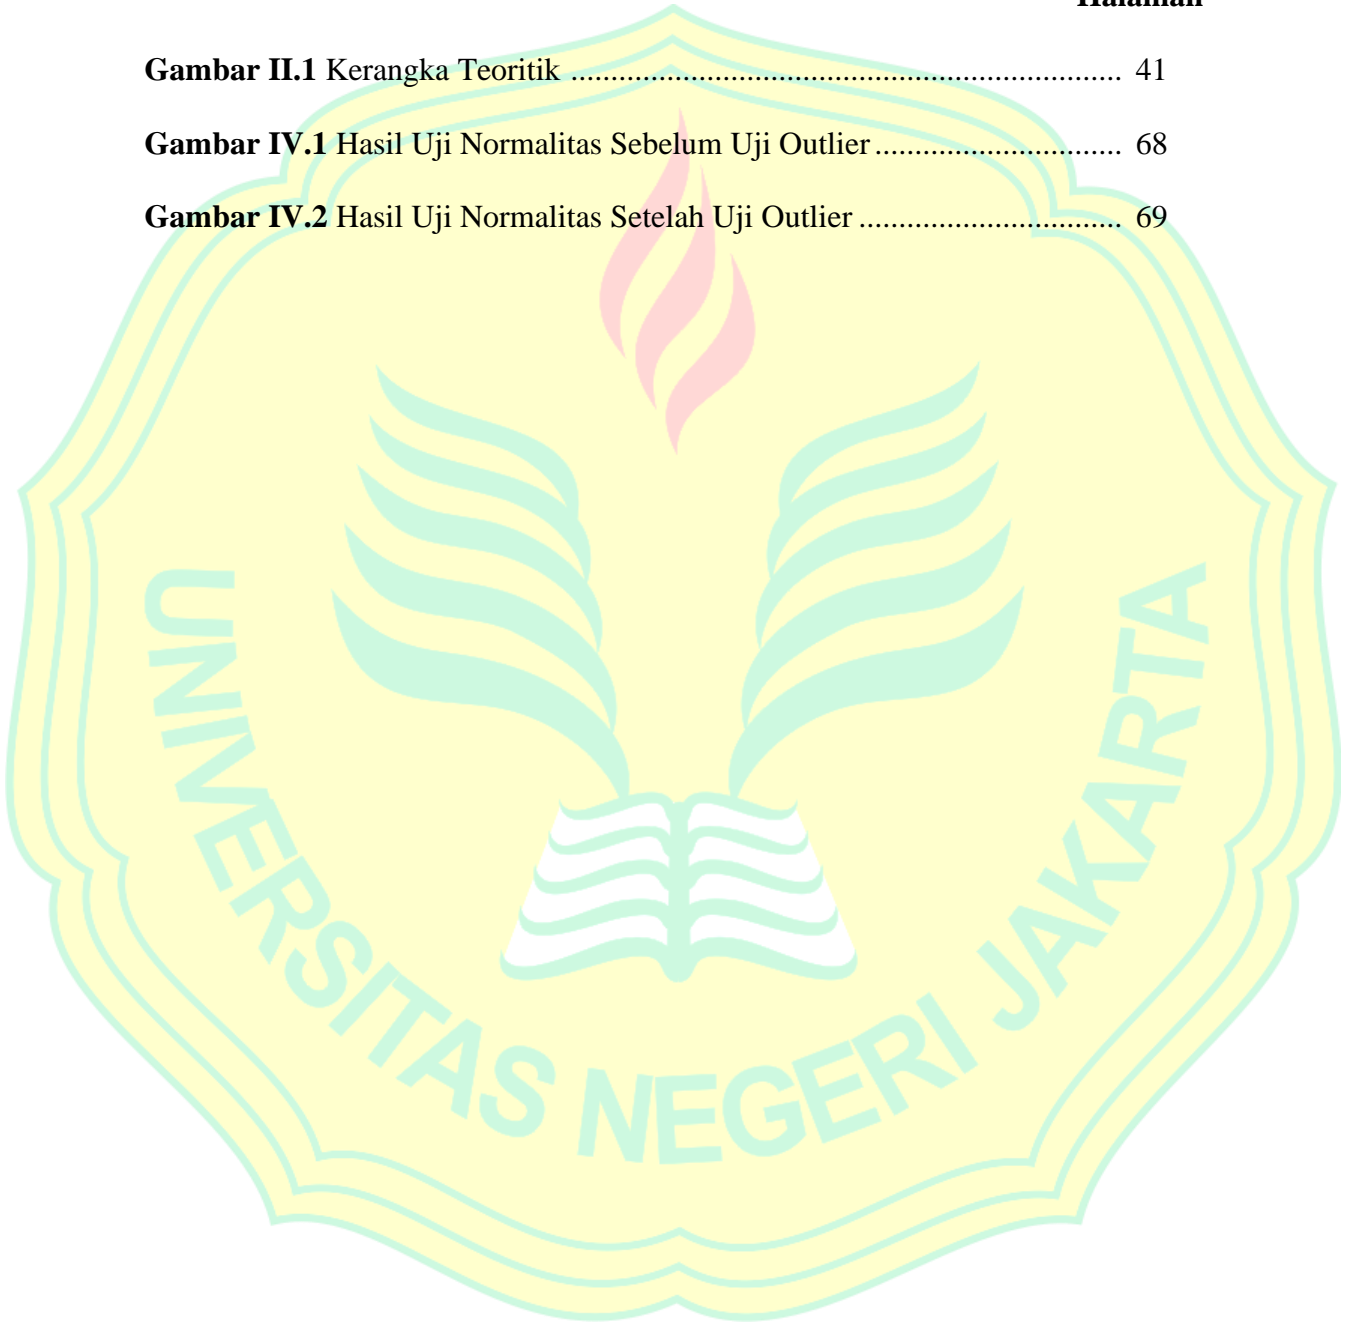 Halaman
Gambar II.1 Kerangka Teoritik ..................................................................... 41
Gambar IV.1 Hasil Uji Normalitas Sebelum Uji Outlier ............................... 68
Gambar IV.2 Hasil Uji Normalitas Setelah Uji Outlier ................................. 69
UNIVERSITAS NEGERI JAKARTA